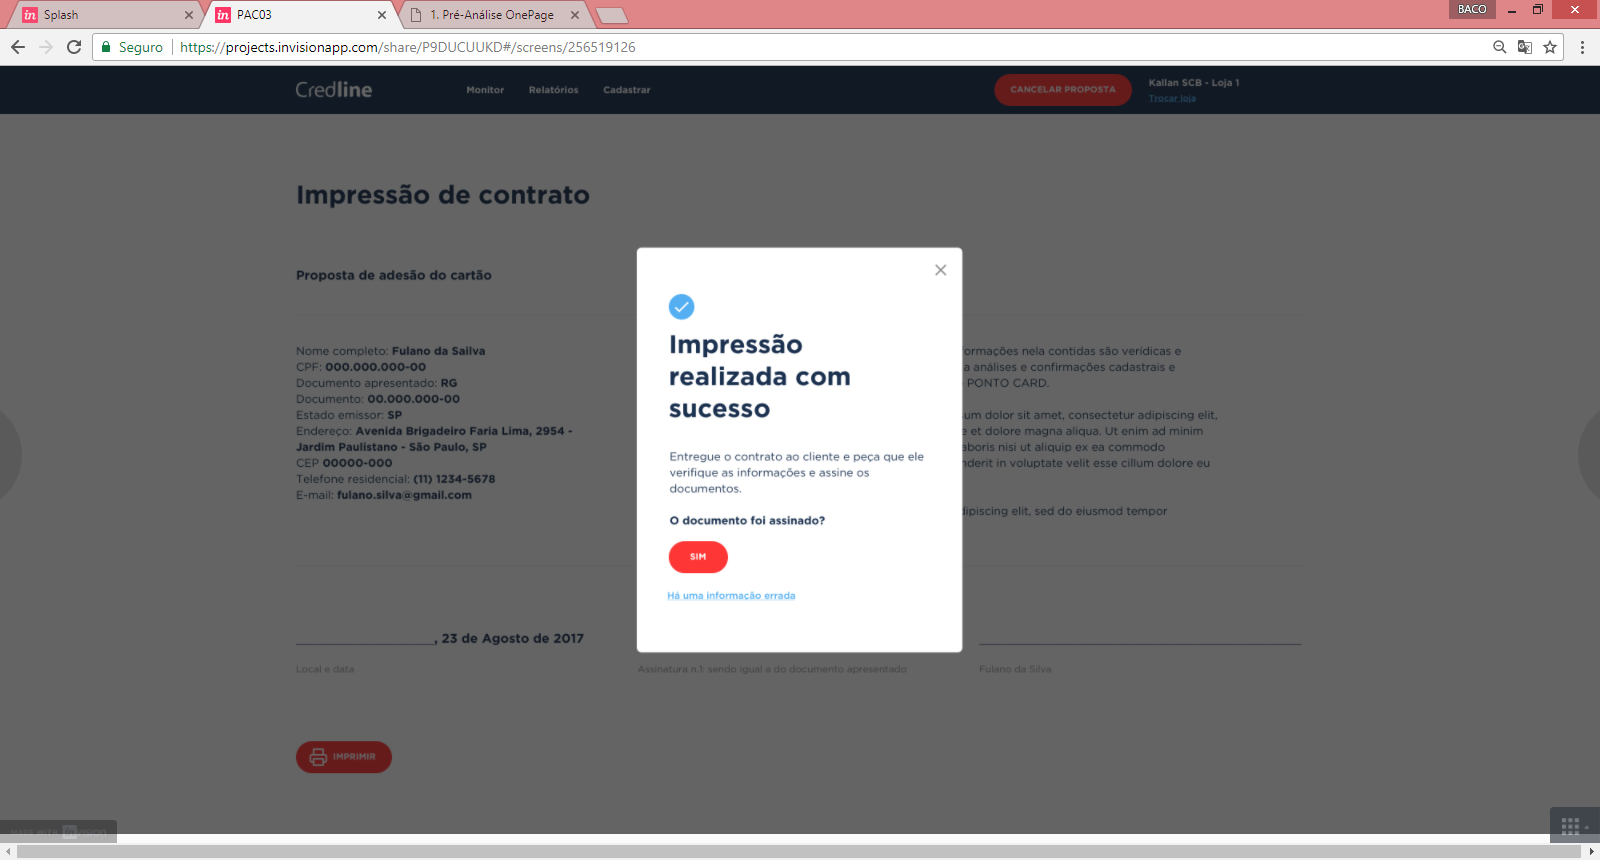 Splash
PAC03
1. Pré-Análise OnePage
BACO
Seguro
https://projects.invisionapp.com/share/P9DUCUUKD#/screens/256519126
Credline
Monitor
Relatórios
Cadastrar
CANCELAR PROPOSTA
Kallan SCB - Loja 1
Trocar loja
Impressão de contrato
Proposta de adesão do cartão
Nome completo: Fulano da Sailva
CPF: 000.000.000-00
Documento apresentado: RG
Documento: 00.000.000-00
Estado emissor: SP
Endereço: Avenida Brigadeiro Faria Lima, 2954 -
Jardim Paulistano - São Paulo, SP
CEP 00000-000
Telefone residencial: (11) 1234-5678
E-mail: fulano.silva@gmail.com
Impressão
realizada com
sucesso
Entregue o contrato ao cliente e peça que ele
verifique as informações e assine os
documentos.
O documento foi assinado?
SIM
Há uma informação errada
ormações nela contidas são verídicas e
a análises e confirmações cadastrais e
PONTO CARD.
um dolor sit amet, consectetur adipiscing elit,
e et dolore magna aliqua. Ut enim ad minim
aboris nisi ut aliquip ex ea commodo
nderit in voluptate velit esse cillum dolore eu
dipiscing elit, sed do eiusmod tempor
, 23 de Agosto de 2017
Local e data
Assinatura n.1: sendo igual a do documento apresentado
Fulano da Silva
IMPRIMIR
MADE WITH invision